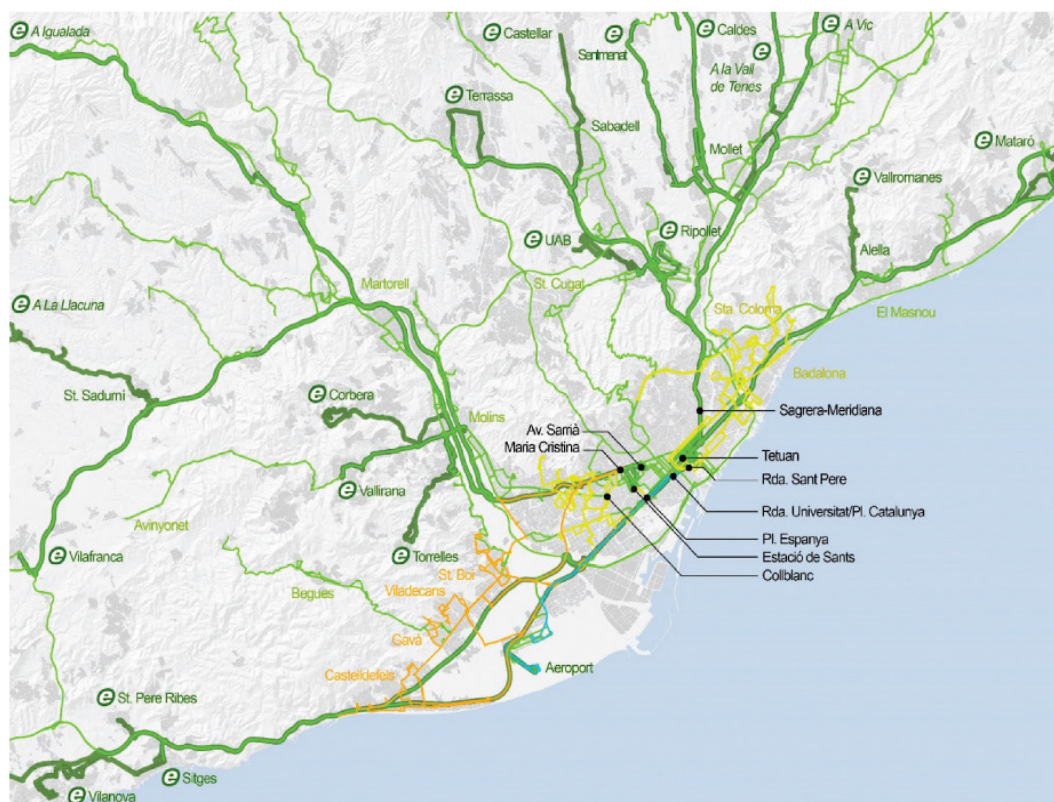 e A Igualada
e Castellar
e Sentmenat
e Caldes
e A Vic
e A la Vall
de Tenes
e Terrassa
Sabadell
Mollet
e Mataró
e Vallromanes
e UAB
e Ripollet
Alella
Martorell
St. Cugat
Sta. Coloma
El Masnou
e A La Llacuna
Badalona
St. Sadurní
e Corbera
Molins
Av. Sarrià
Maria Cristina
Sagrera-Meridiana
Tetuan
Rda. Sant Pere
e Vallirana
Rda. Universitat/Pl. Catalunya
Avinyonet
Pl. Espanya
e Vilafranca
e Torrelles
Estació de Sants
St. Boi
Collblanc
Begues
Viladecans
Gavà
Castelldefels
Aeroport
e St. Pere Ribes
e Sitges
e Vilanova